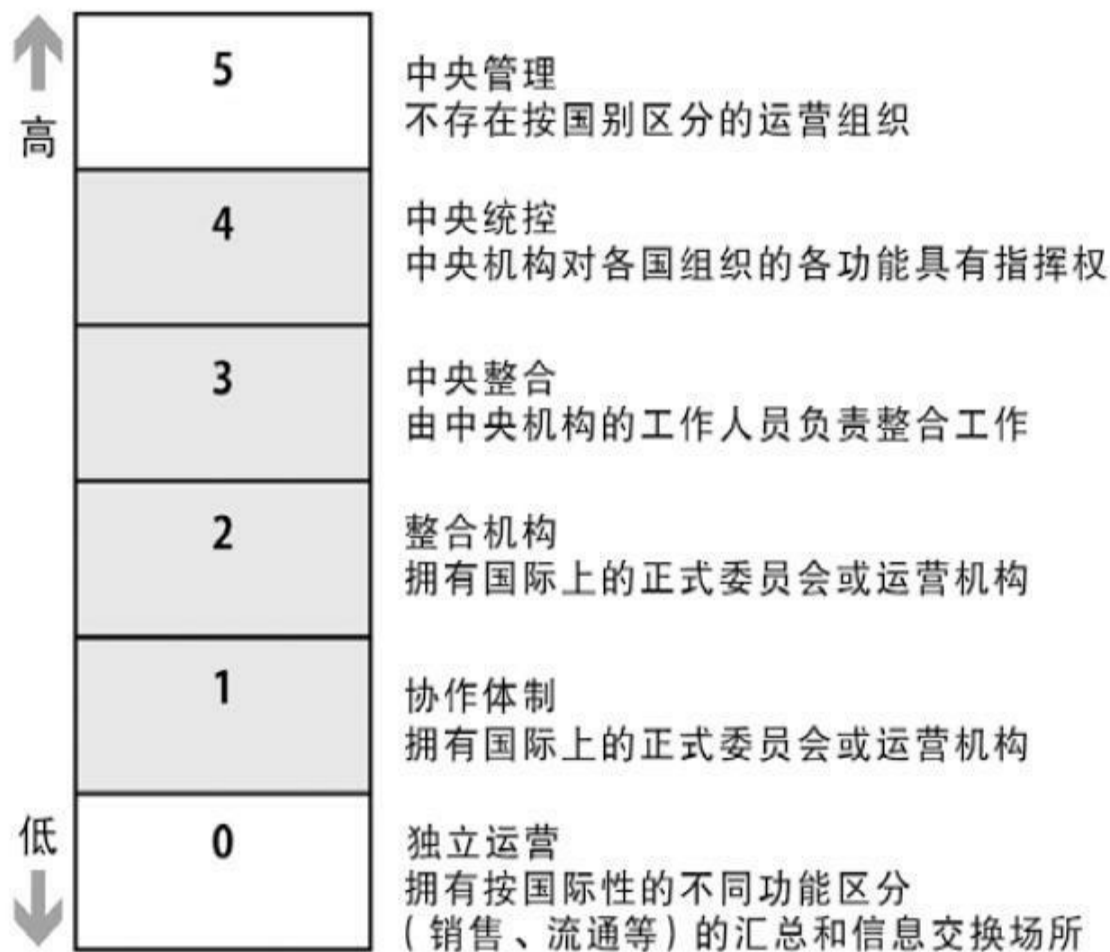 高
5
中央管理
不存在按国别区分的运营组织
4
中央统控
中央机构对各国组织的各功能具有指挥权
3
中央整合
由中央机构的工作人员负责整合工作
2
整合机构
拥有国际上的正式委员会或运营机构
1
协作体制
拥有国际上的正式委员会或运营机构
低
0
独立运营
拥有按国际性的不同功能区分
(销售、流通等)的汇总和信息交换场所